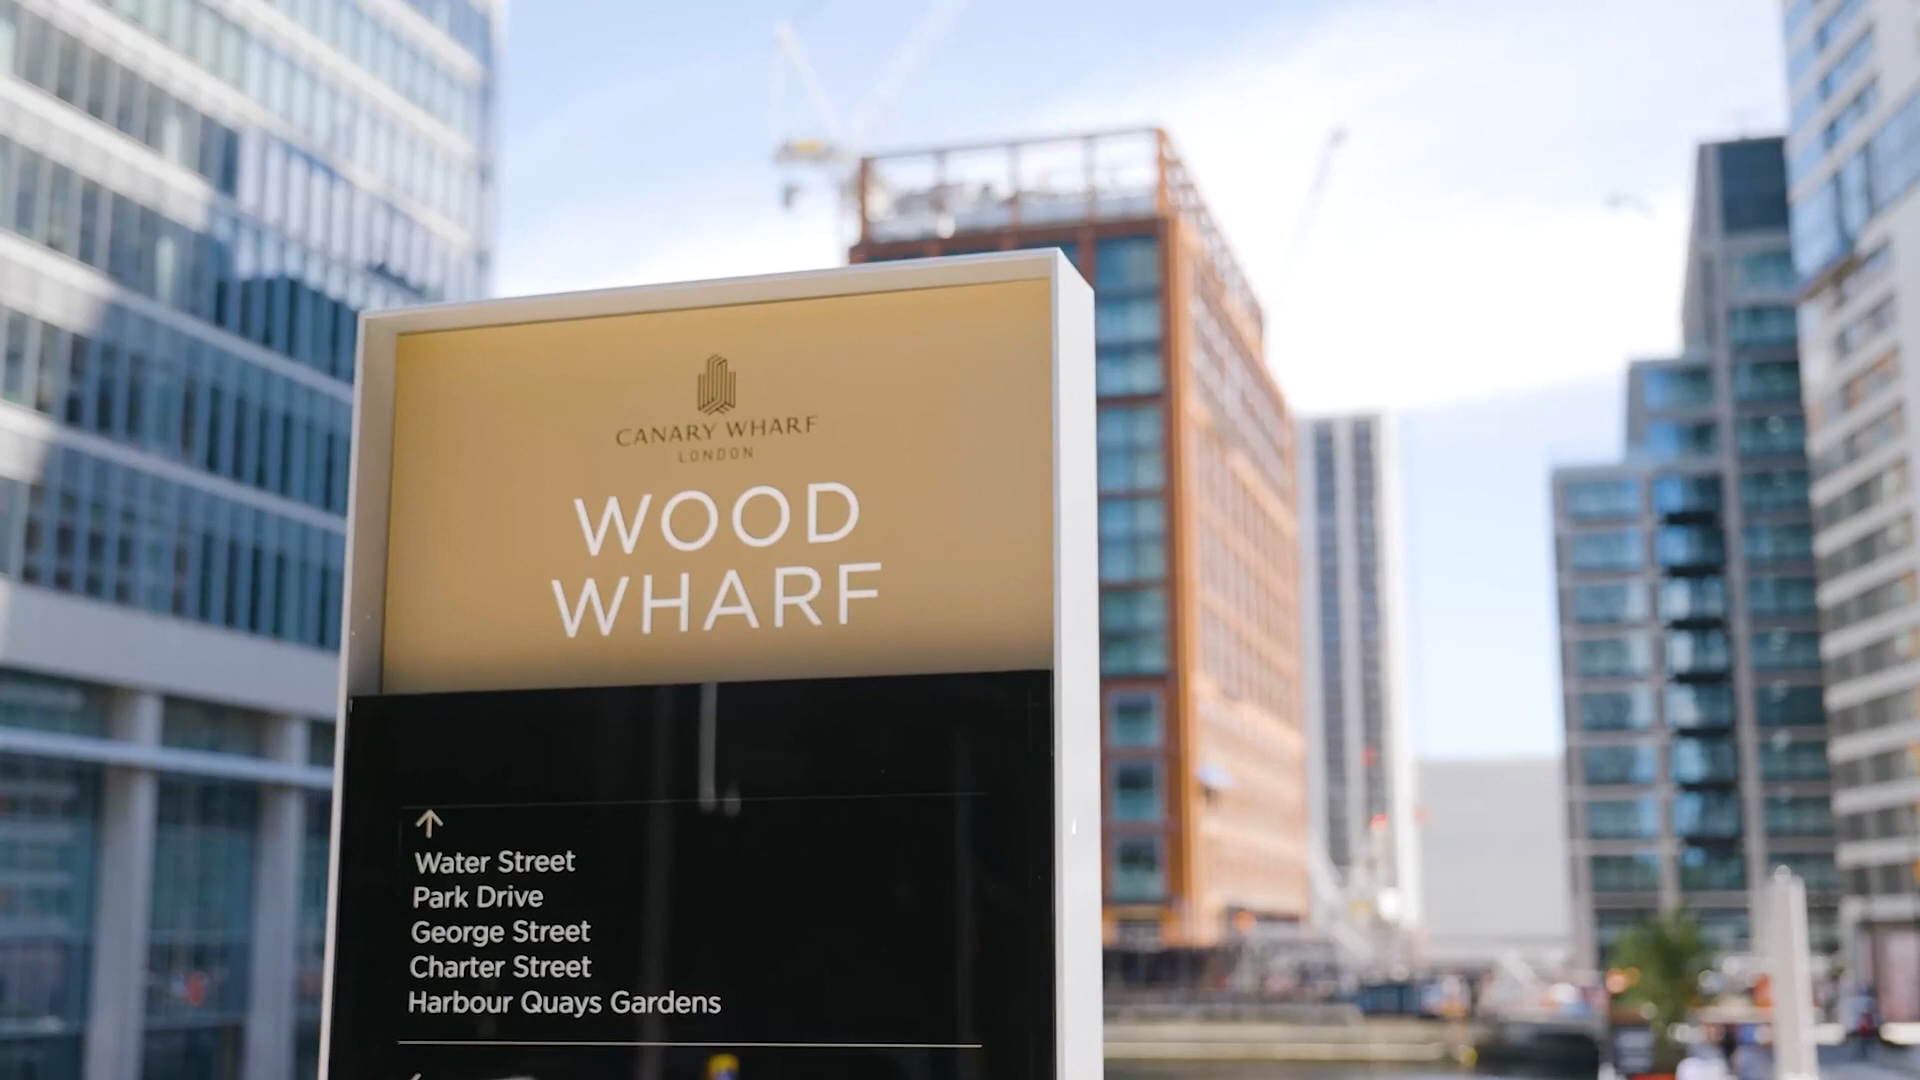 CANARY WHARF
LONDON
WOOD
WHARF
↑
Water Street
Park Drive
George Street
Charter Street
Harbour Quays Gardens